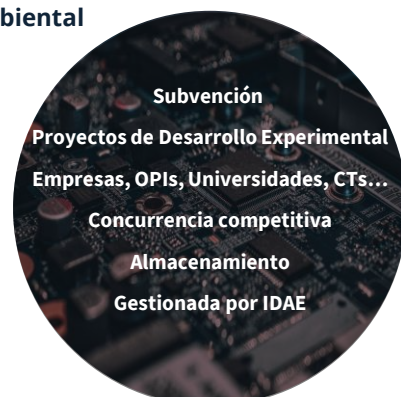 biental
Subvención
Proyectos de Desarrollo Experimental
Empresas, OPIs, Universidades, CTs...
Concurrencia competitiva
Almacenamiento
Gestionada por IDAE